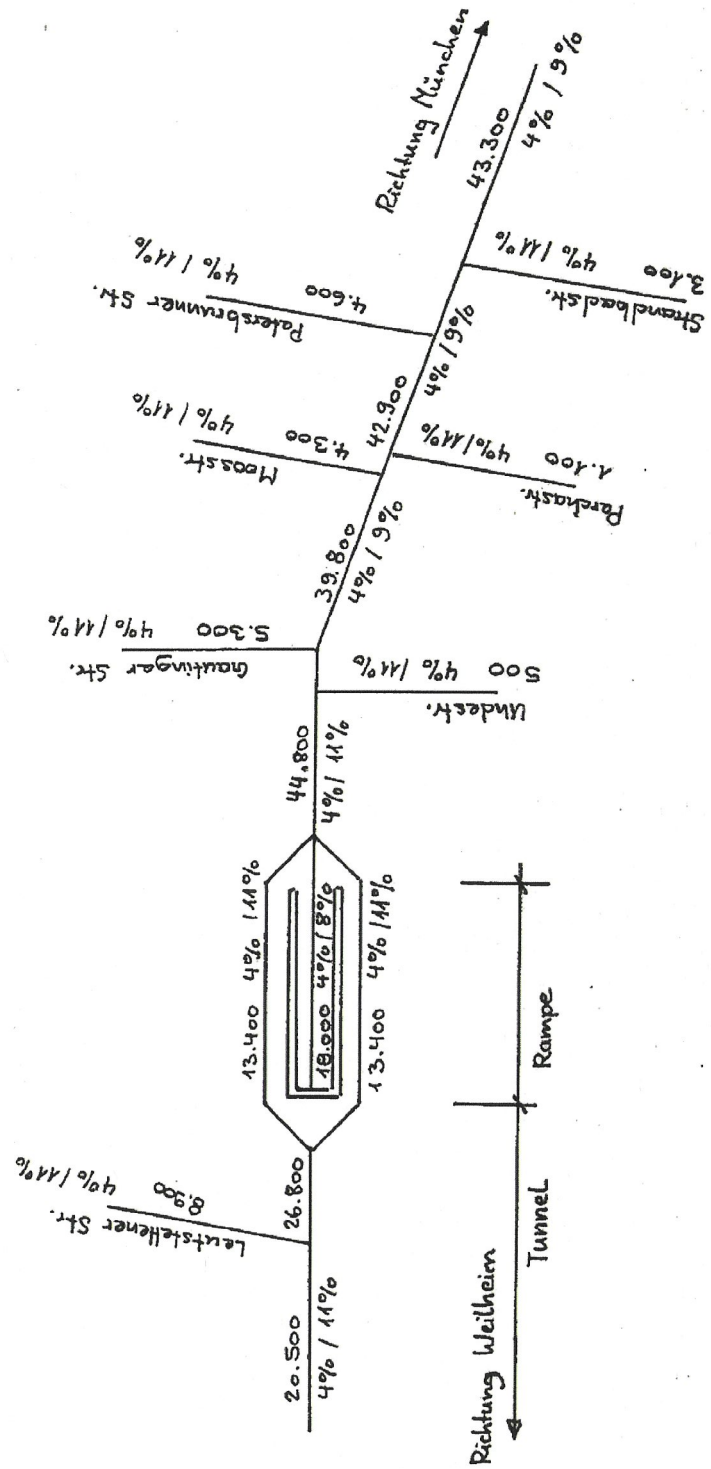 Richtung München
43.300
4% / 9%
Strandbadstr.
3.100 4% / 11%
Petersbrunner Str.
4.600 4% / 11%
42.900
4% / 9%
Moosstr.
4.300 4% / 11%
Perchastr.
1.100 4% / 11%
39.800
4% / 9%
Gautinger Str.
5.300 4% / 11%
Undestr.
500 4% / 11%
44.800
4% / 11%
13.400 4% / 11%
18.000 4% / 8%
13.400 4% / 11%
Rampe
Tunnel
26.800
Leutstettener Str.
8.900 4% / 11%
20.500
4% / 11%
Richtung Weilheim